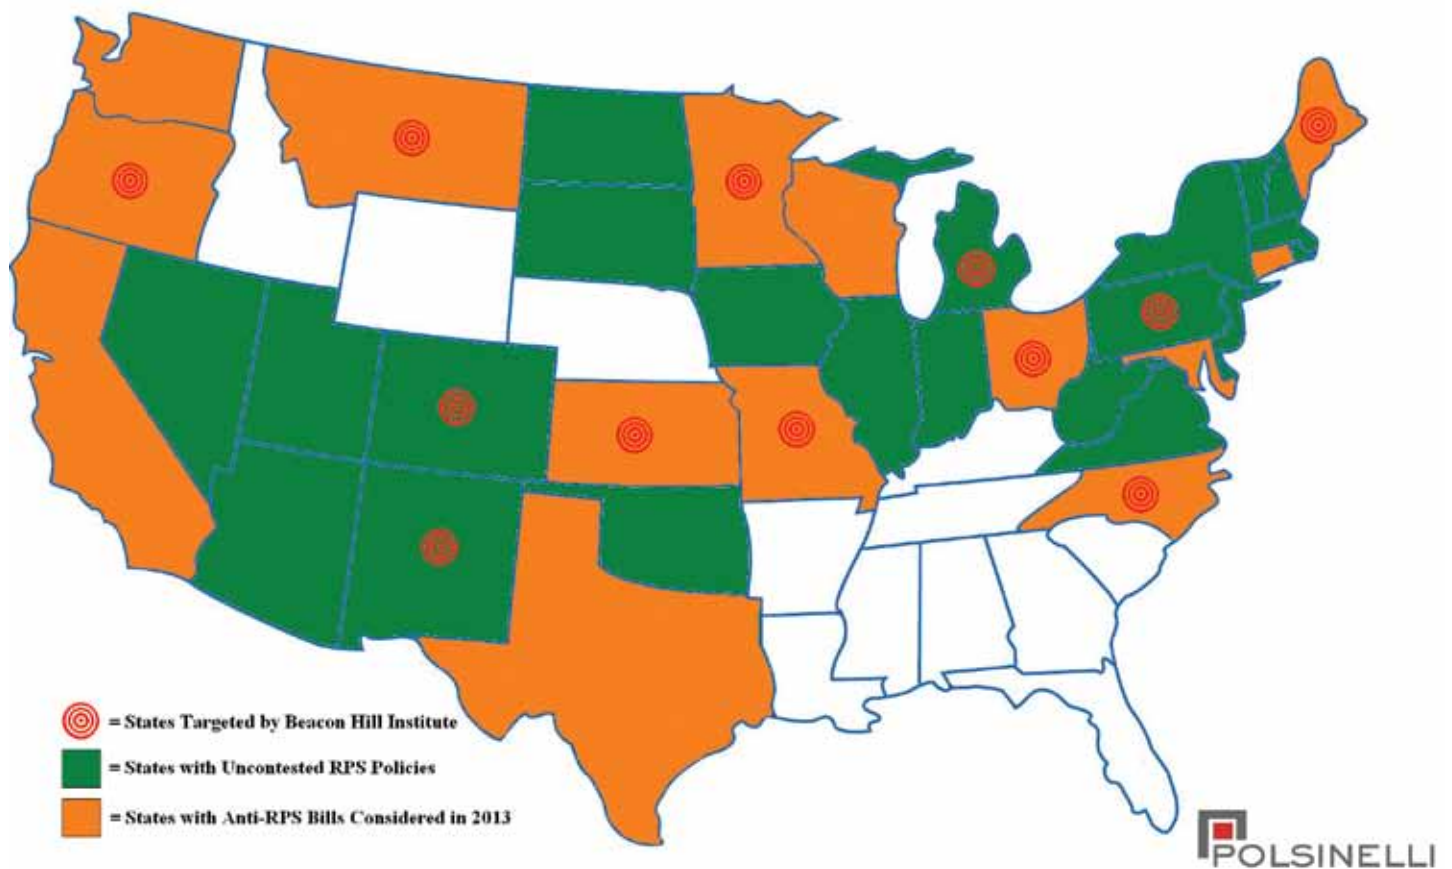 = States Targeted by Beacon Hill Institute
= States with Uncontested RPS Policies
= States with Anti-RPS Bills Considered in 2013
POLSINELLI